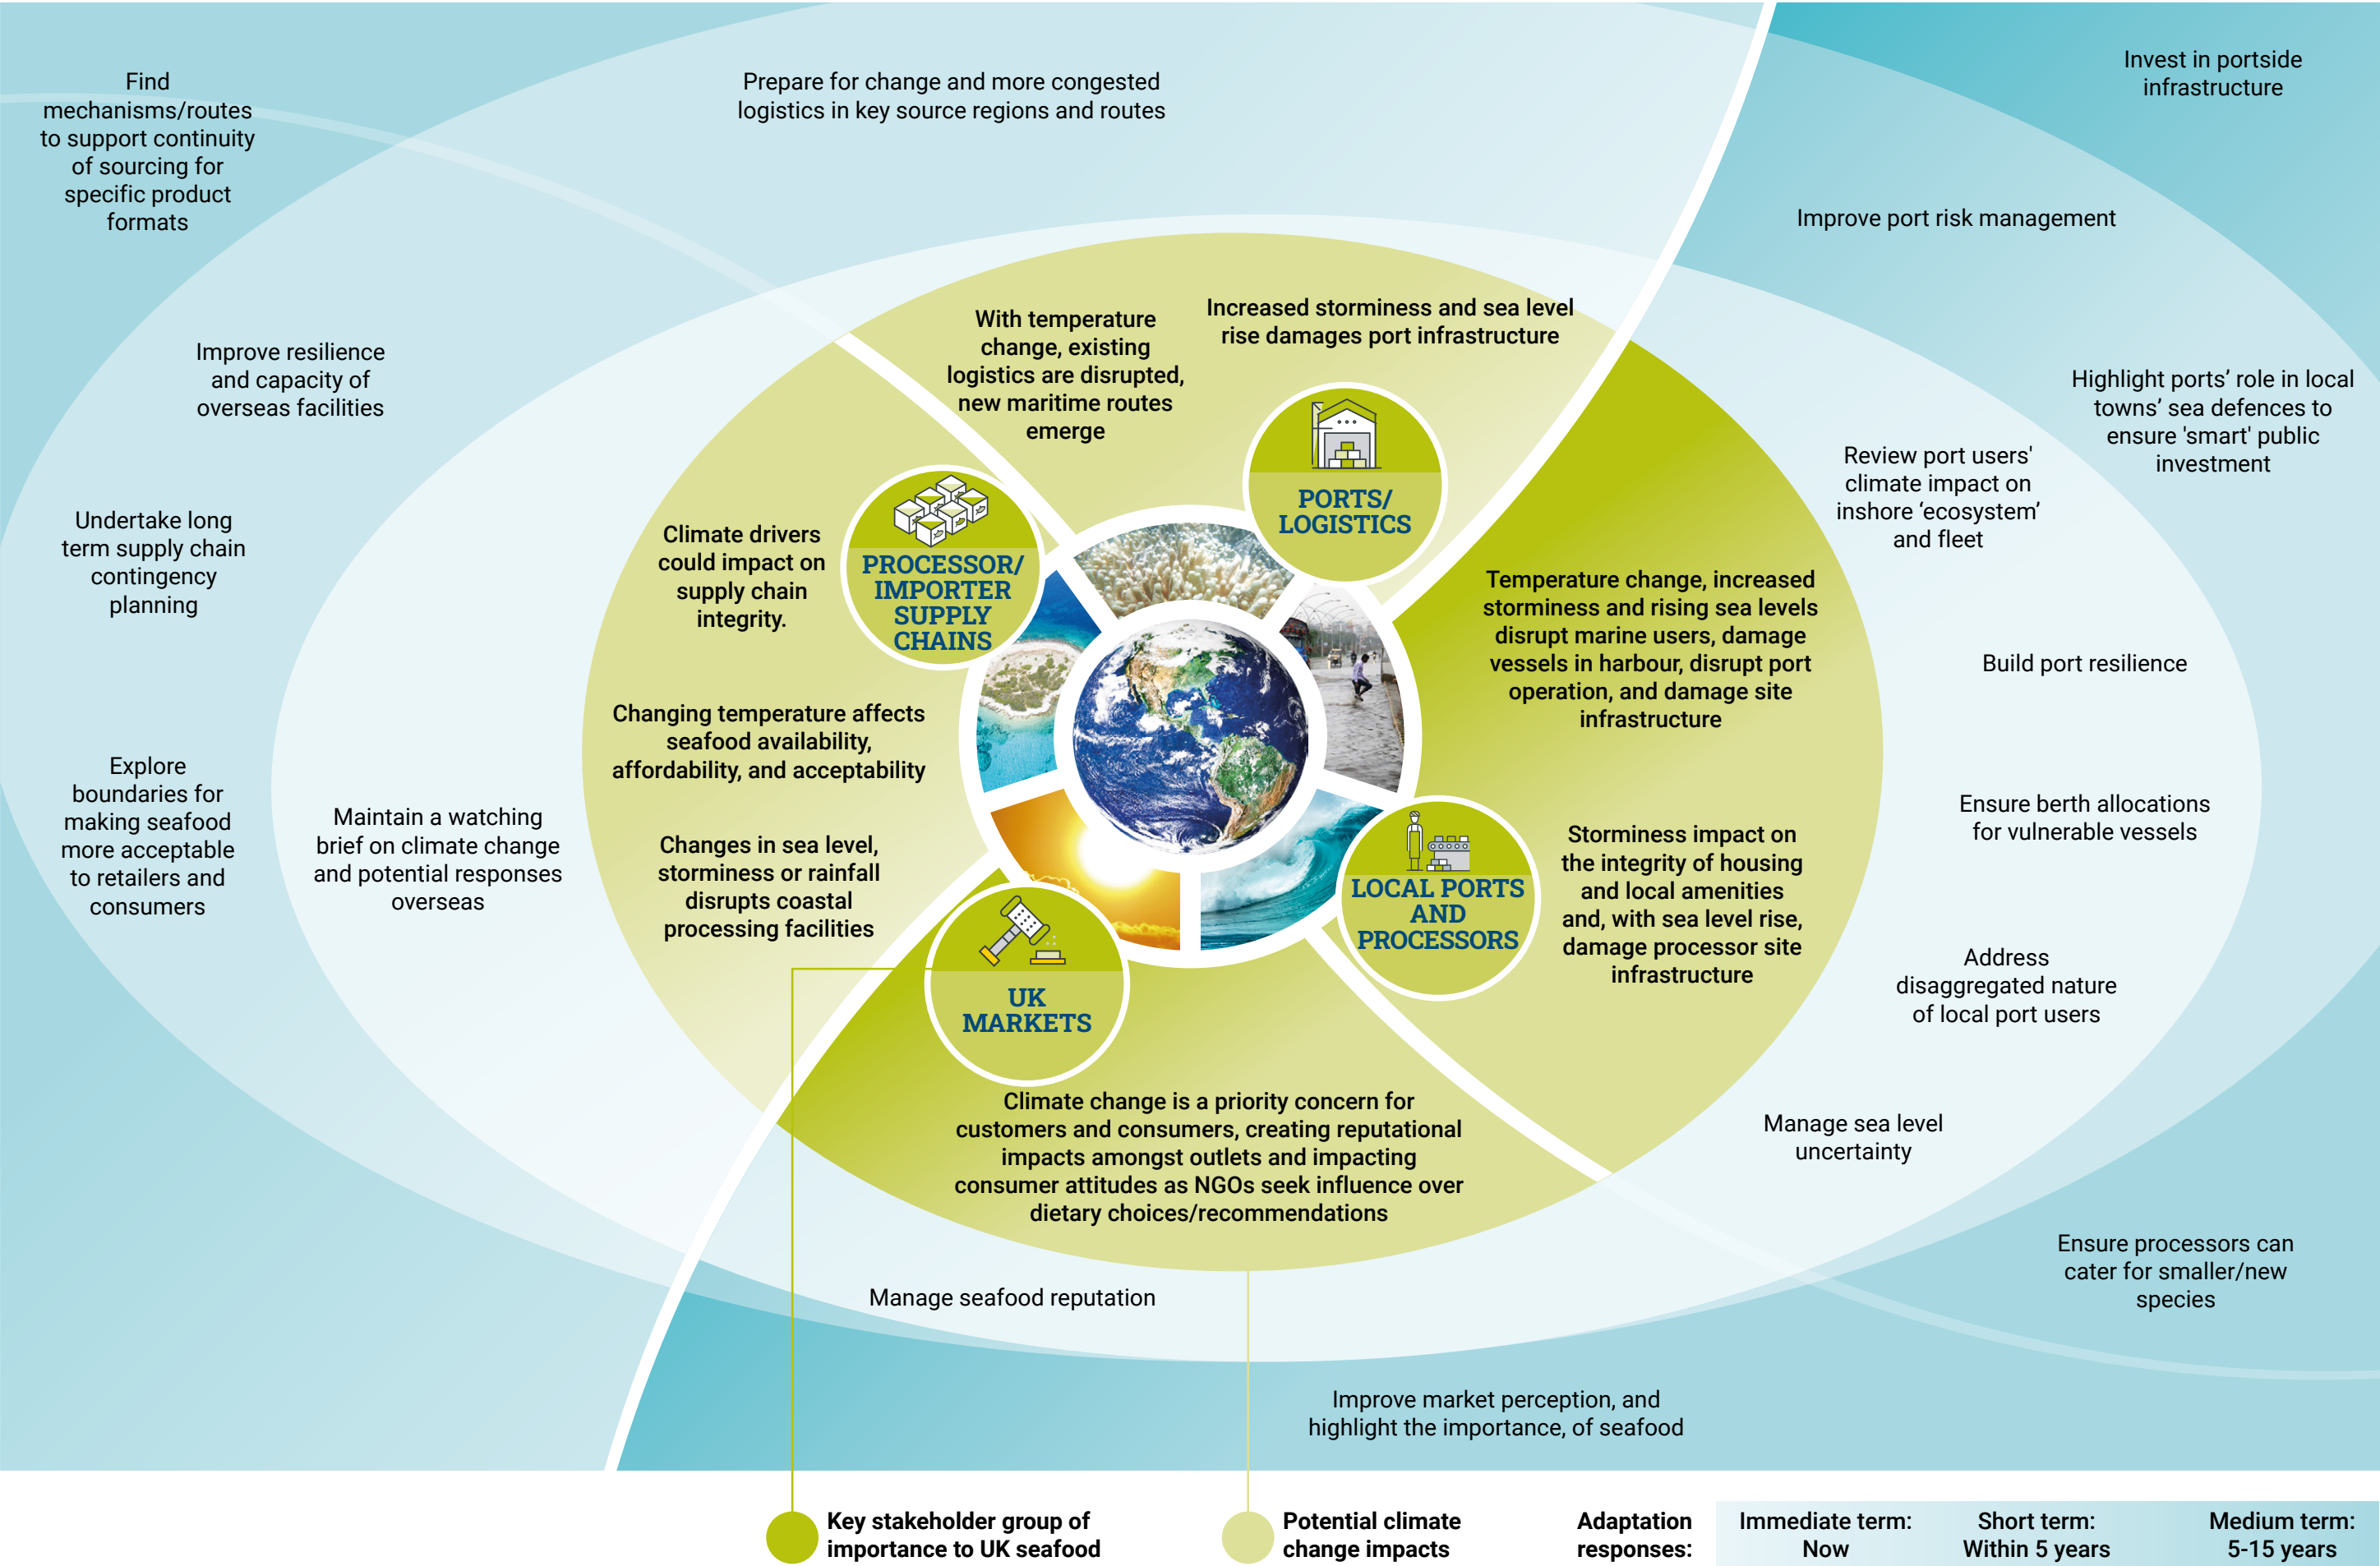 Find
mechanisms/routes
to support continuity
of sourcing for
specific product
formats
Prepare for change and more congested
logistics in key source regions and routes
Invest in portside
infrastructure
Improve port risk management
Improve resilience
and capacity of
overseas facilities
With temperature
change, existing
logistics are disrupted,
new maritime routes
emerge
Increased storminess and sea level
rise damages port infrastructure
Highlight ports’ role in local
towns’ sea defences to
ensure 'smart' public
investment
Review port users'
climate impact on
inshore ‘ecosystem’
and fleet
PORTS/
LOGISTICS
Undertake long
term supply chain
contingency
planning
Climate drivers
could impact on
supply chain
integrity.
PROCESSOR/
IMPORTER
SUPPLY
CHAINS
Temperature change, increased
storminess and rising sea levels
disrupt marine users, damage
vessels in harbour, disrupt port
operation, and damage site
infrastructure
Build port resilience
Changing temperature affects
seafood availability,
affordability, and acceptability
Explore
boundaries for
making seafood
more acceptable
to retailers and
consumers
Maintain a watching
brief on climate change
and potential responses
overseas
Changes in sea level,
storminess or rainfall
disrupts coastal
processing facilities
LOCAL PORTS
AND
PROCESSORS
Storminess impact on
the integrity of housing
and local amenities
and, with sea level rise,
damage processor site
infrastructure
Ensure berth allocations
for vulnerable vessels
Address
disaggregated nature
of local port users
UK
MARKETS
Climate change is a priority concern for
customers and consumers, creating reputational
impacts amongst outlets and impacting
consumer attitudes as NGOs seek influence over
dietary choices/recommendations
Manage sea level
uncertainty
Ensure processors can
cater for smaller/new
species
Manage seafood reputation
Improve market perception, and
highlight the importance, of seafood
Key stakeholder group of
importance to UK seafood
Potential climate
change impacts
Adaptation
responses:
Immediate term:
Now
Short term:
Within 5 years
Medium term:
5-15 years